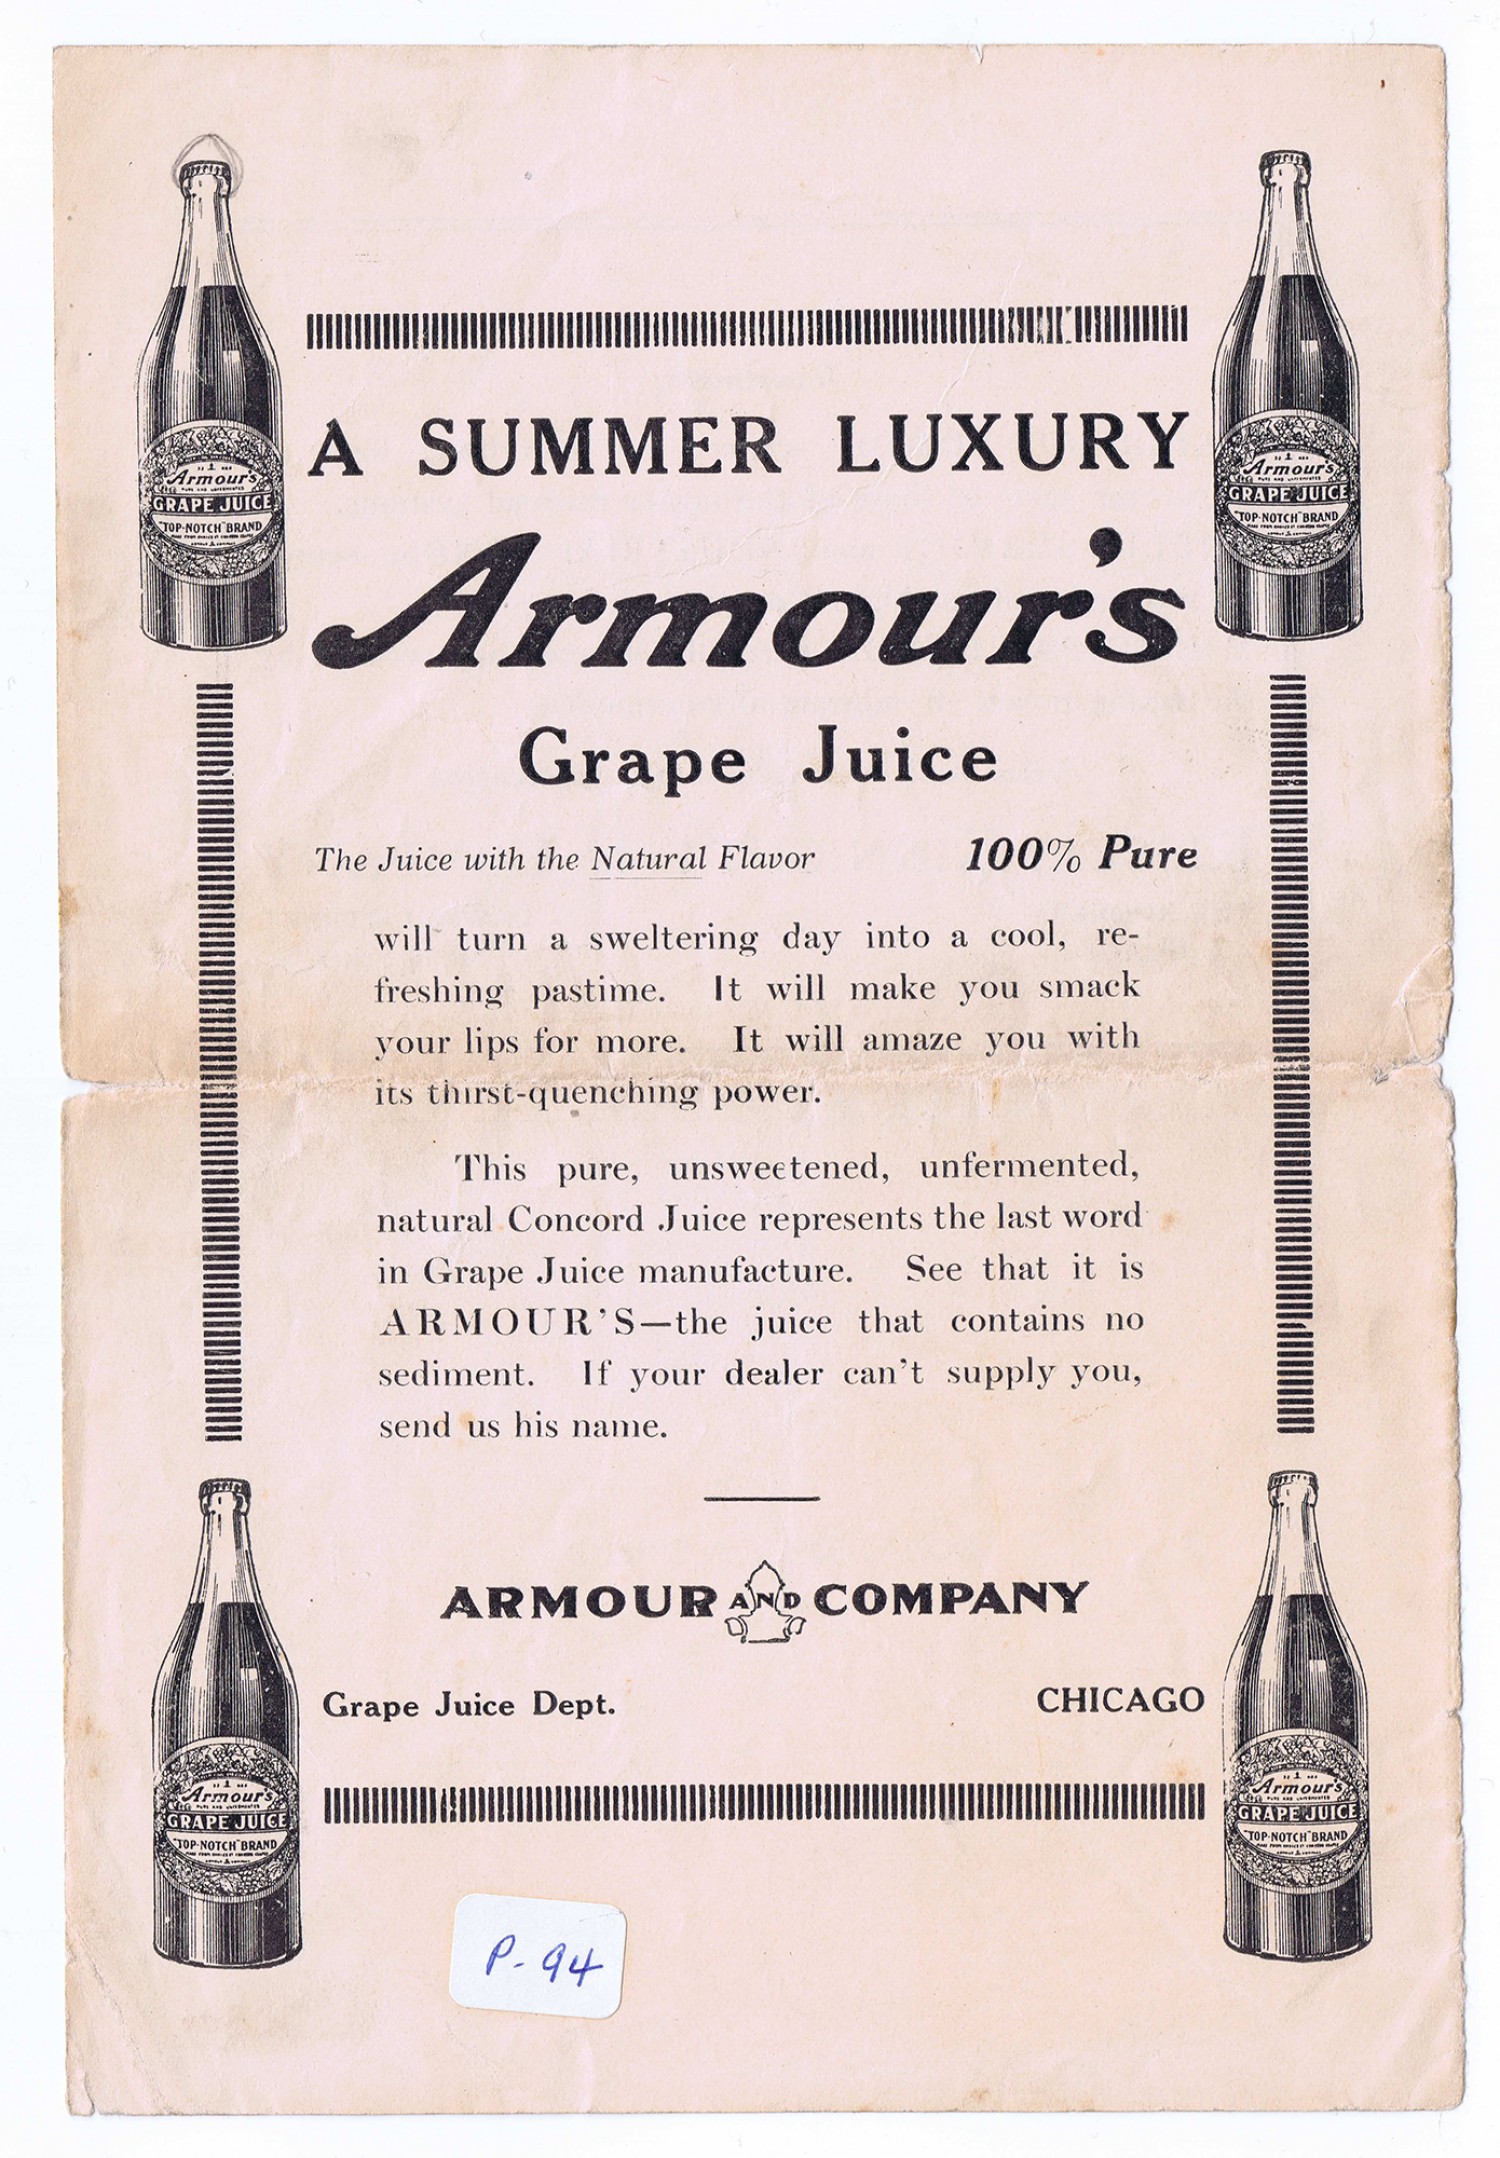 A SUMMER LUXURY
Armour's
Grape Juice
The Juice with the Natural Flavor 100% Pure
will turn a sweltering day into a cool, re-
freshing pastime. It will make you smack
your lips for more. It will amaze you with
its thirst-quenching power.
This pure, unsweetened, unfermented,
natural Concord Juice represents the last word
in Grape Juice manufacture. See that it is
ARMOUR'S—the juice that contains no
sediment. If your dealer can't supply you,
send us his name.
ARMOUR AND COMPANY
Grape Juice Dept. CHICAGO
P-94
Armour's
GRAPE JUICE
"TOP-NOTCH" BRAND
Armour's
GRAPE JUICE
"TOP-NOTCH" BRAND
Armour's
GRAPE JUICE
"TOP-NOTCH" BRAND
Armour's
GRAPE JUICE
"TOP-NOTCH" BRAND